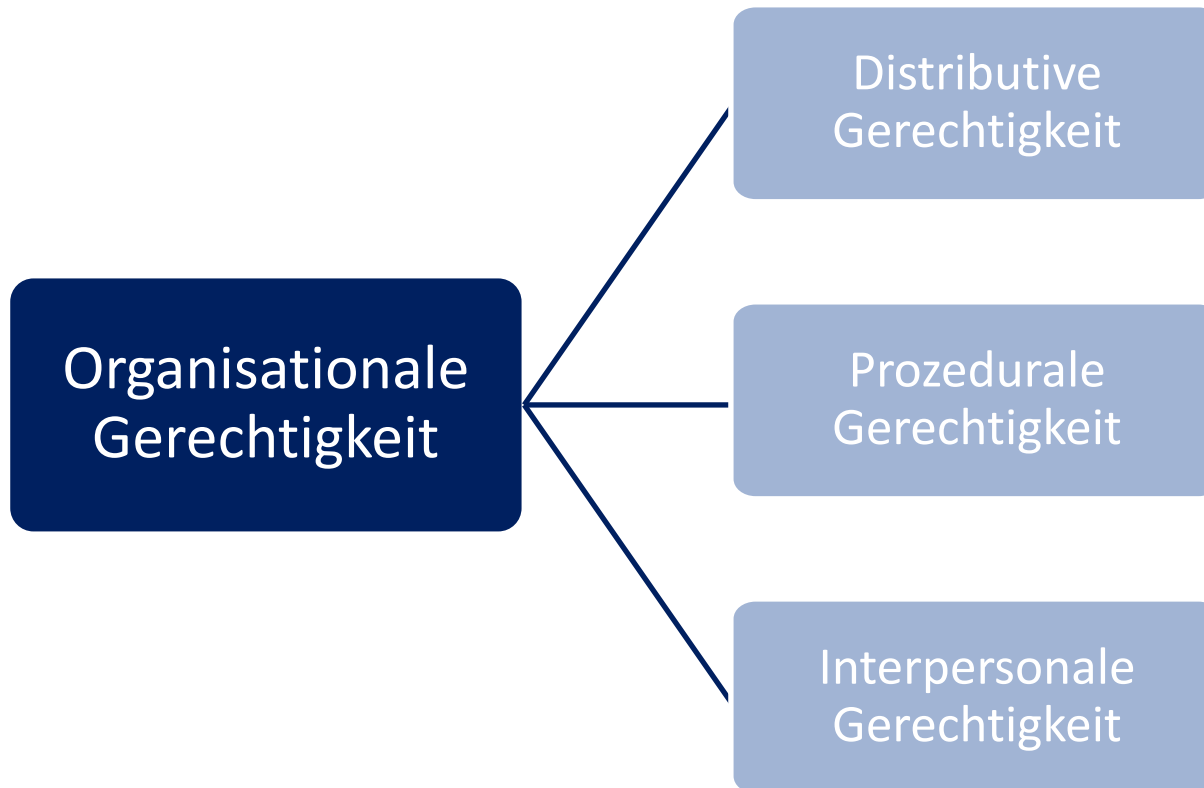 Organisationale
Gerechtigkeit
Distributive
Gerechtigkeit
Prozedurale
Gerechtigkeit
Interpersonale
Gerechtigkeit